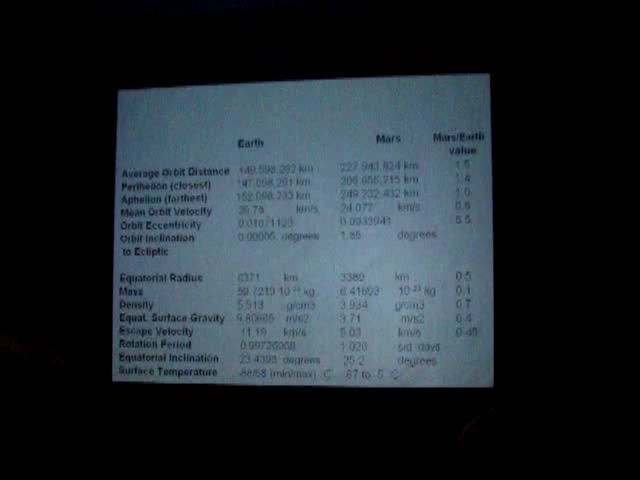 Earth Mars Mars/Earth
value
Average Orbit Distance 149,598,262 km 227,943,824 km 1.5
Perihelion (closest) 147,098,291 km 206,655,215 km 1.4
Aphelion (farthest) 152,098,233 km 249,232,432 km 1.6
Mean Orbit Velocity 29.78 km/s 24.077 km/s 0.8
Orbit Eccentricity 0.01671123 0.0933941 5.5
Orbit Inclination 0.00005 degrees 1.85 degrees
to Ecliptic
Equatorial Radius 6371 km 3389 km 0.5
Mass kg kg 0.1
Density 5.513 g/cm3 3.934 g/cm3 0.7
Equat. Surface Gravity 9.80665 m/s2 3.71 m/s2 0.4
Escape Velocity 11.19 km/s 5.03 km/s 0.45
Rotation Period 0.99726968 1.026 sid. days
Equatorial Inclination 23.4393 degrees 25.2 degrees
Surface Temperature -88/58 (min/max) C -87 to -5 C